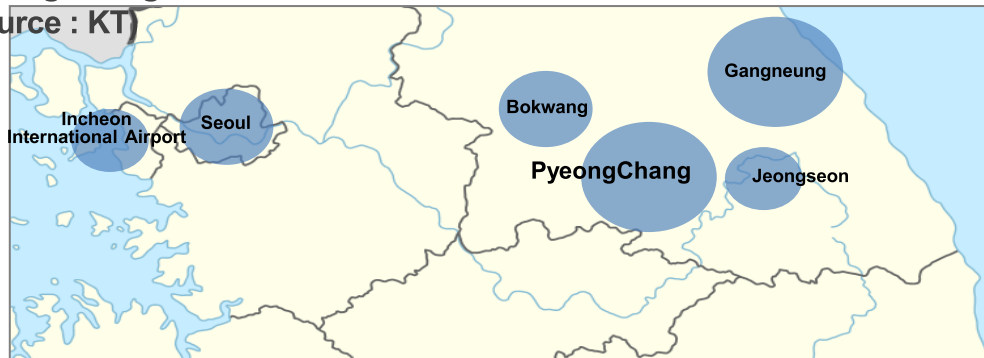 urce : KT)
Gangneung
Bokwang
Incheon
International Airport
Seoul
PyeongChang
Jeongseon